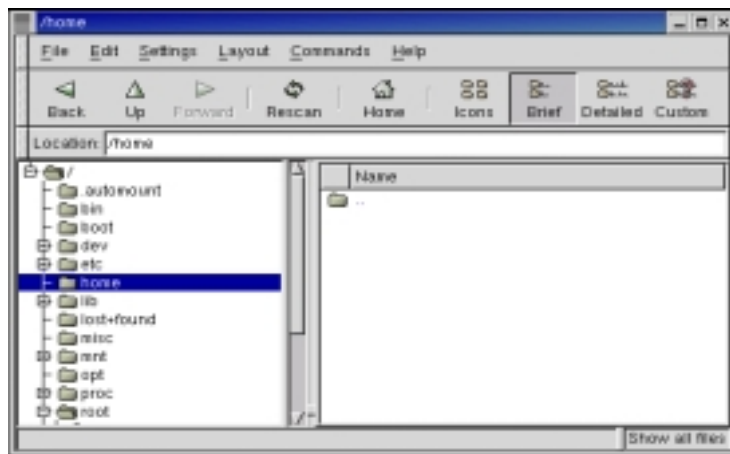 /home
File Edit Settings Layout Commands Help
Back Up Forward Rescan Home Icons Brief Detailed Custom
Location: /home
/
.automount
bin
boot
dev
etc
home
lib
lost+found
misc
mnt
opt
proc
root
Name
..
Show all files